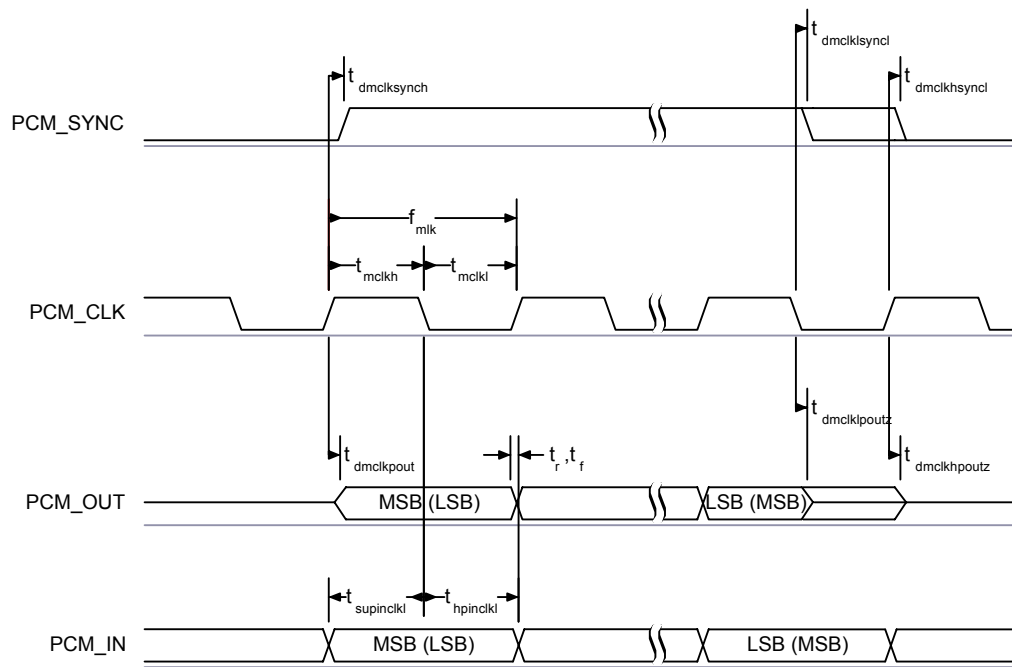 t dmclklsyncl
t dmclksynch
t dmclkhsyncl
PCM_SYNC
f mlk
t mclkh
t mclkl
PCM_CLK
t dmclklpoutz
t dmclkpout
t r ,t f
t dmclkhpoutz
PCM_OUT
MSB (LSB)
LSB (MSB)
t supinclkl
t hpinclkl
PCM_IN
MSB (LSB)
LSB (MSB)